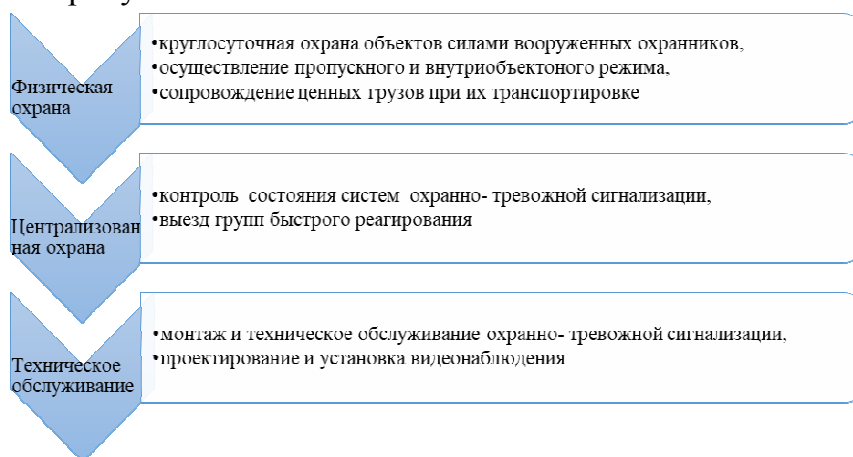 •круглосуточная охрана объектов силами вооруженных охранников,
•осуществление пропускного и внутриобъектоного режима,
•сопровождение ценных грузов при их транспортировке
Физическая
охрана
•контроль состояния систем охранно- тревожной сигнализации,
•выезд групп быстрого реагирования
Централизован
ная охрана
•монтаж и техническое обслуживание охранно- тревожной сигнализации,
•проектирование и установка видеонаблюдения
Техническое
обслуживание